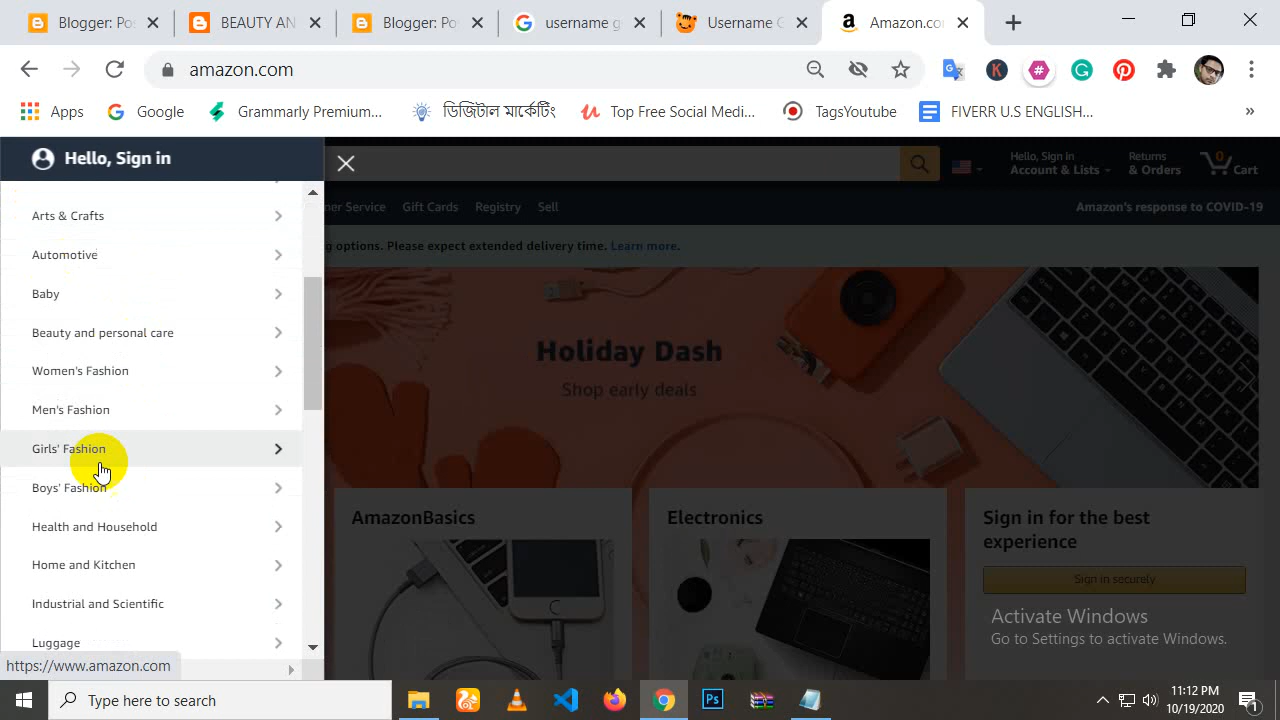 Blogger: Po
BEAUTY AN
Blogger: Po
username g
Username G
Amazon.co
amazon.com
Apps
Google
Grammarly Premium...
ডিজিটাল মার্কেটিং
Top Free Social Medi...
TagsYoutube
FIVERR U.S ENGLISH...
Hello, Sign in
Hello, Sign in
Account & Lists
Returns
& Orders
0
Cart
Arts & Crafts
Automotive
Baby
Beauty and personal care
Women's Fashion
Men's Fashion
Girls' Fashion
Boys' Fashion
Health and Household
Home and Kitchen
Industrial and Scientific
Luggage
https://www.amazon.com
mer Service
Gift Cards
Registry
Sell
Amazon's response to COVID-19
g options. Please expect extended delivery time. Learn more.
Holiday Dash
Shop early deals
AmazonBasics
Electronics
Sign in for the best
experience
Sign in securely
Activate Windows
Go to Settings to activate Windows.
Type here to search
11:12 PM
10/19/2020
1